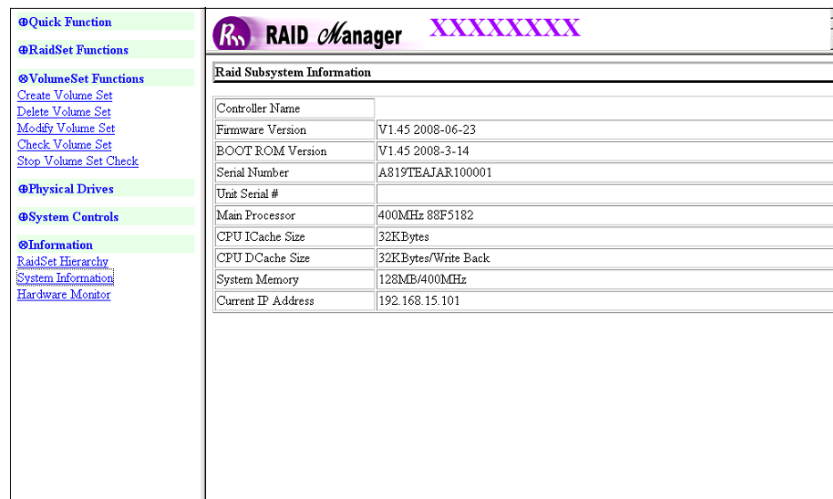 ⊕Quick Function
⊕RaidSet Functions
⊗VolumeSet Functions
Create Volume Set
Delete Volume Set
Modify Volume Set
Check Volume Set
Stop Volume Set Check
⊕Physical Drives
⊕System Controls
⊗Information
RaidSet Hierarchy
System Information
Hardware Monitor
Rm RAID Manager XXXXXXXX
Raid Subsystem Information
Controller Name
Firmware Version V1.45 2008-06-23
BOOT ROM Version V1.45 2008-3-14
Serial Number A819TEAJAR100001
Unit Serial #
Main Processor 400MHz 88F5182
CPU ICache Size 32KBytes
CPU DCache Size 32KBytes/Write Back
System Memory 128MB/400MHz
Current IP Address 192.168.15.101